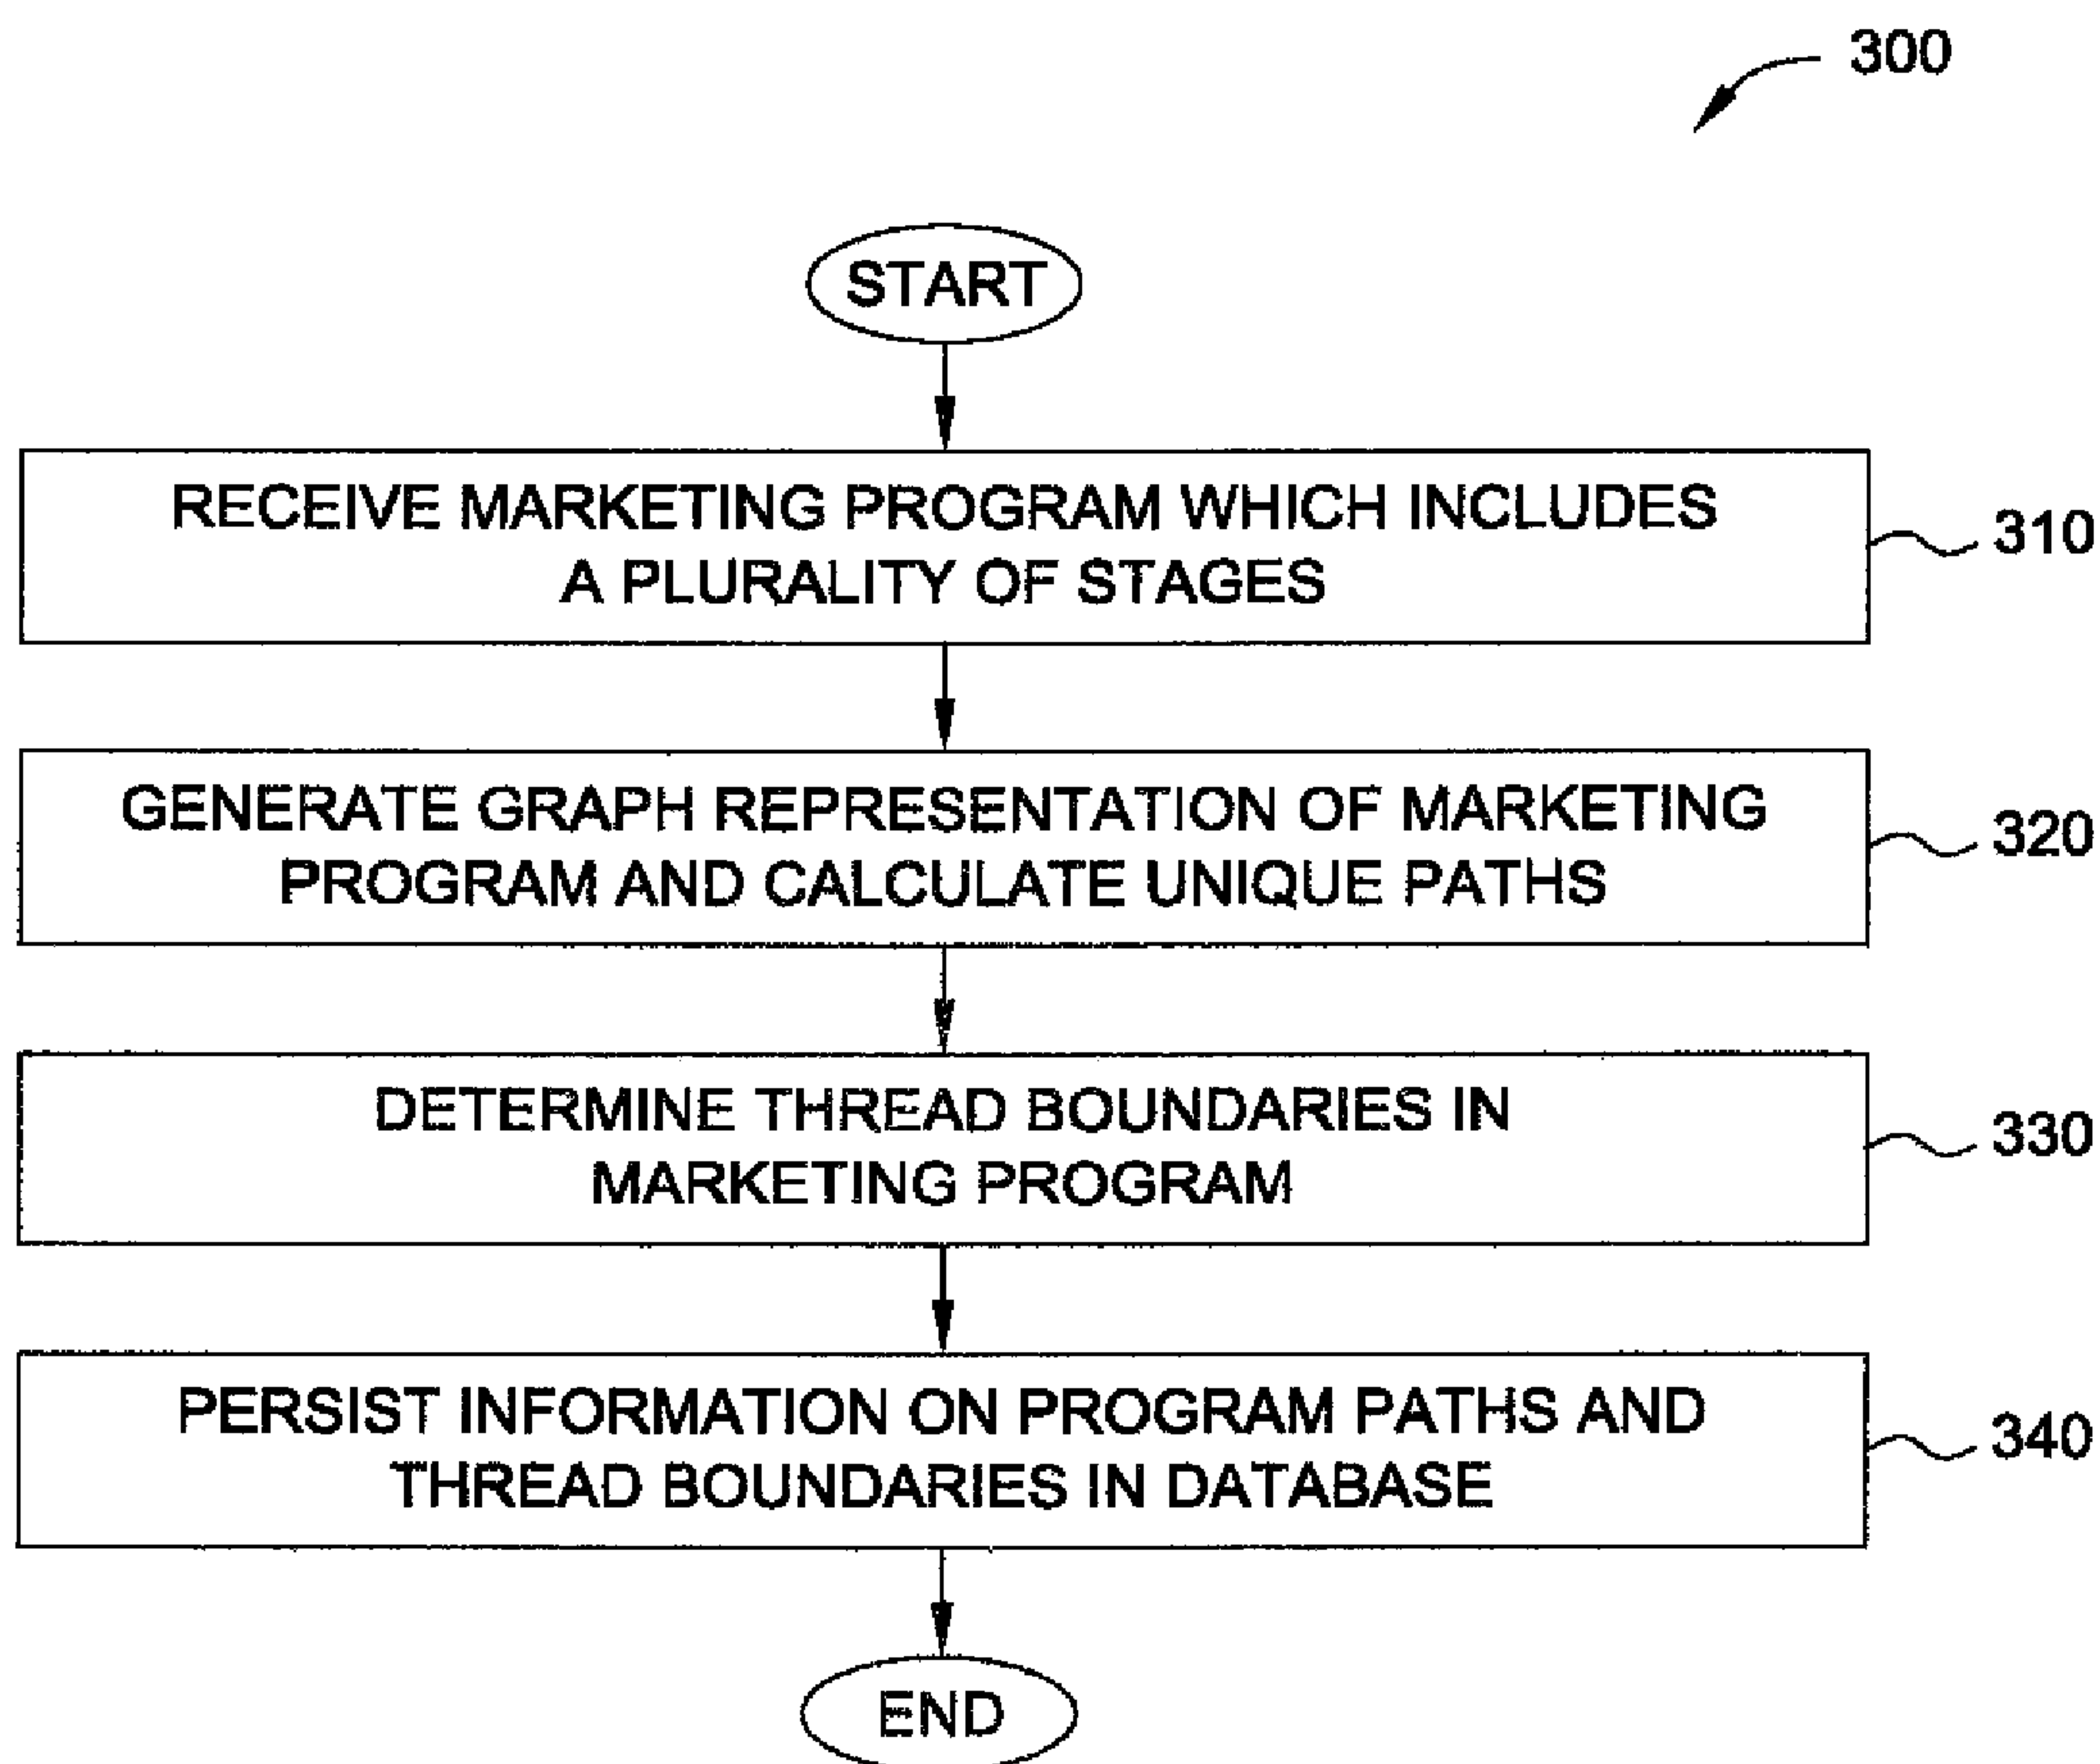 300
START
RECEIVE MARKETING PROGRAM WHICH INCLUDES
A PLURALITY OF STAGES
310
GENERATE GRAPH REPRESENTATION OF MARKETING
PROGRAM AND CALCULATE UNIQUE PATHS
320
DETERMINE THREAD BOUNDARIES IN
MARKETING PROGRAM
330
PERSIST INFORMATION ON PROGRAM PATHS AND
THREAD BOUNDARIES IN DATABASE
340
END